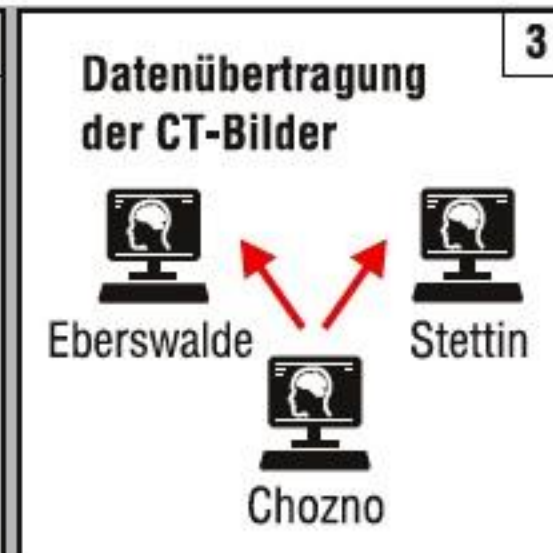 3
Datenübertragung
der CT-Bilder
Eberswalde
Stettin
Chozno